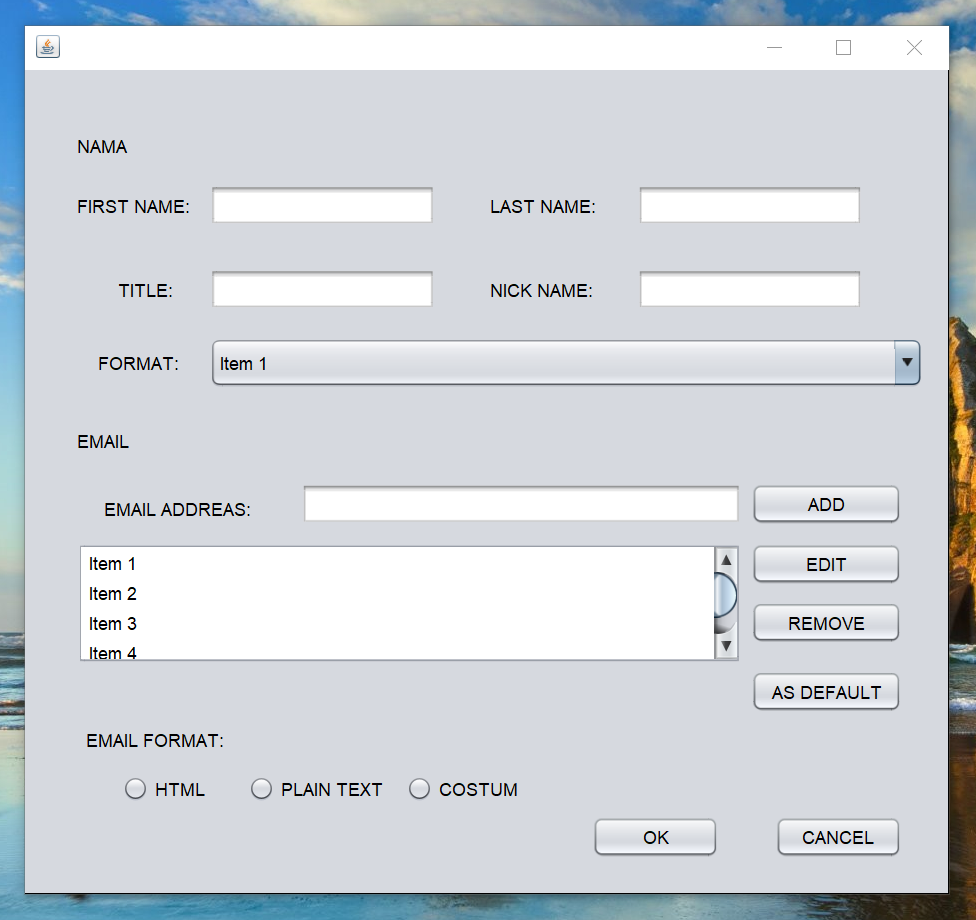 NAMA
FIRST NAME: LAST NAME:
TITLE: NICK NAME:
FORMAT: Item 1
EMAIL
EMAIL ADDREAS: ADD
Item 1 EDIT
Item 2
Item 3 REMOVE
Item 4
AS DEFAULT
EMAIL FORMAT:
HTML PLAIN TEXT COSTUM
OK CANCEL